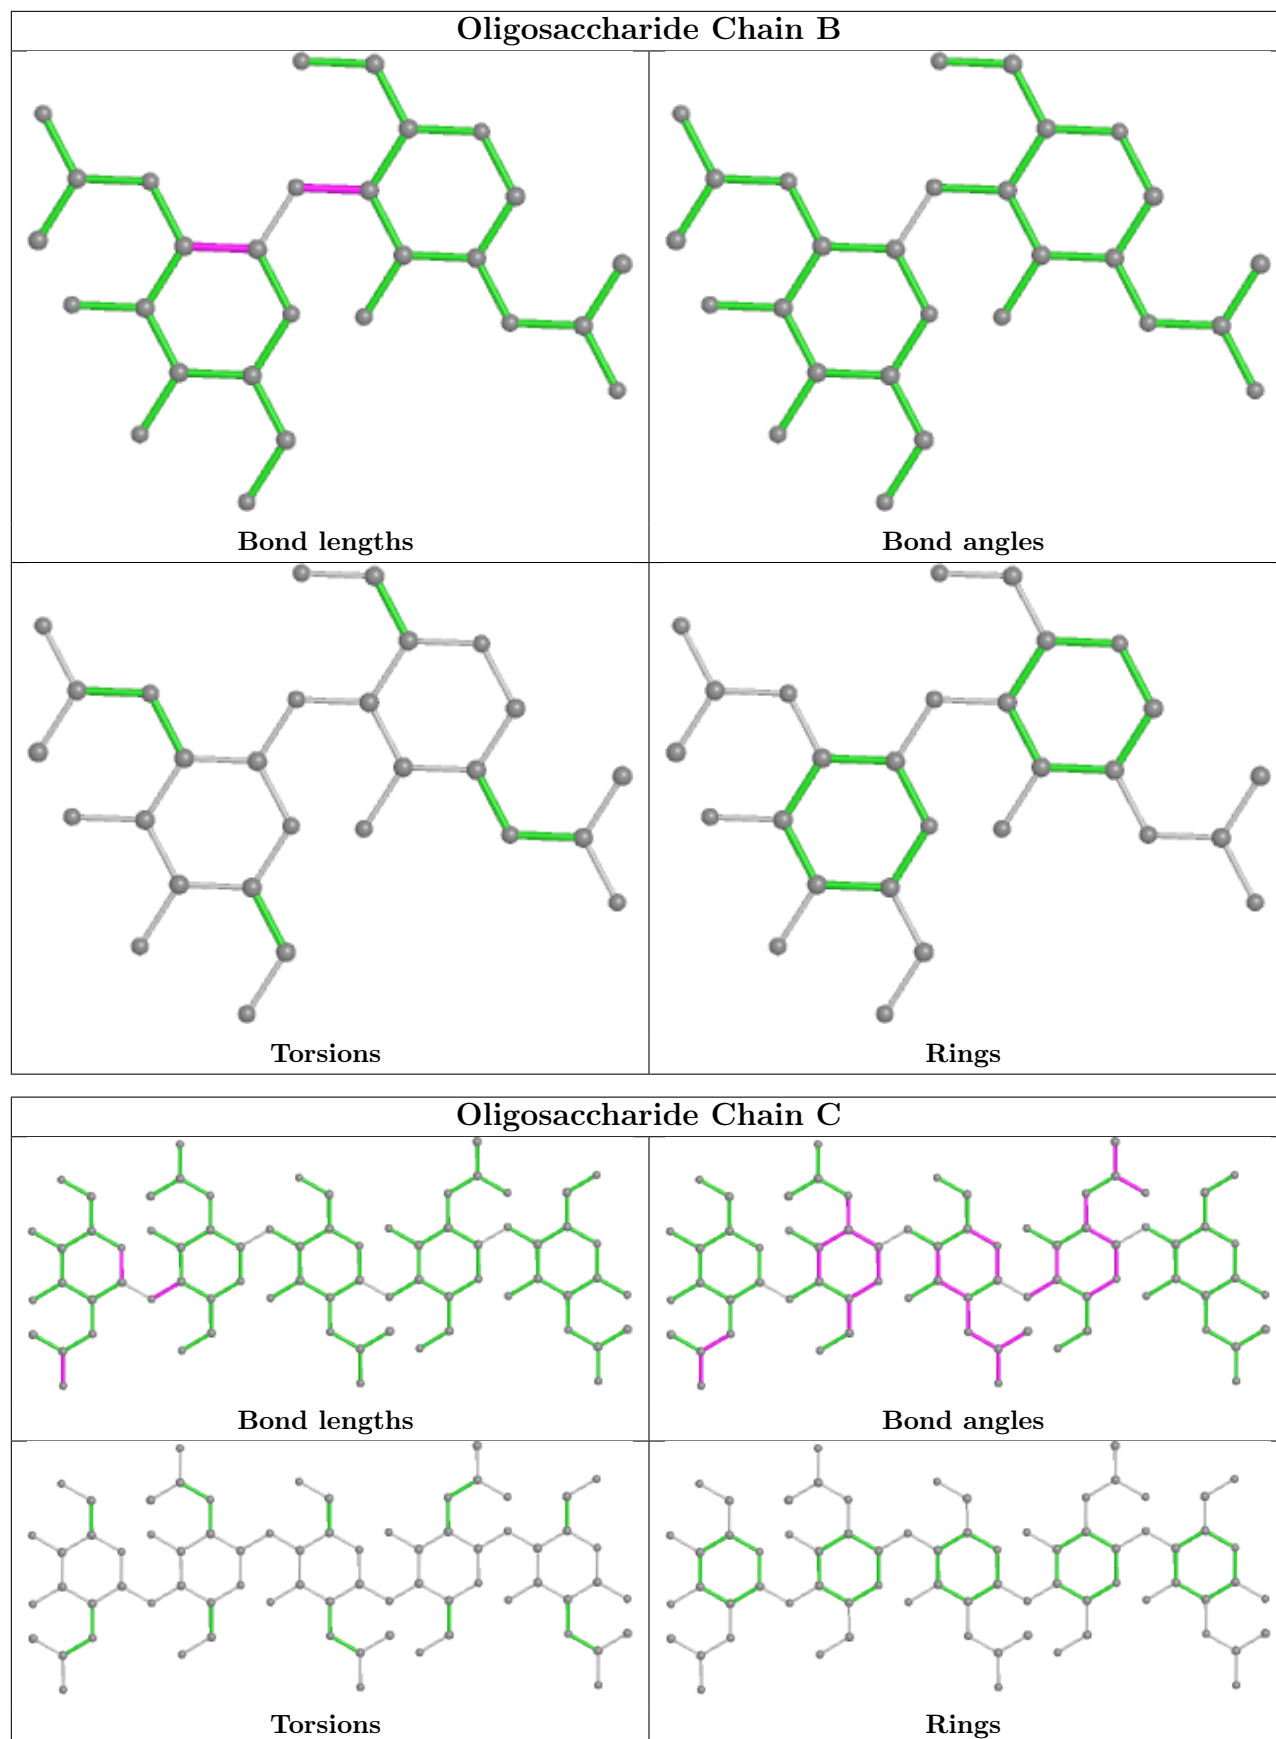 Oligosaccharide Chain B
Bond lengths
Bond angles
Torsions
Rings
Oligosaccharide Chain C
Bond lengths
Bond angles
Torsions
Rings